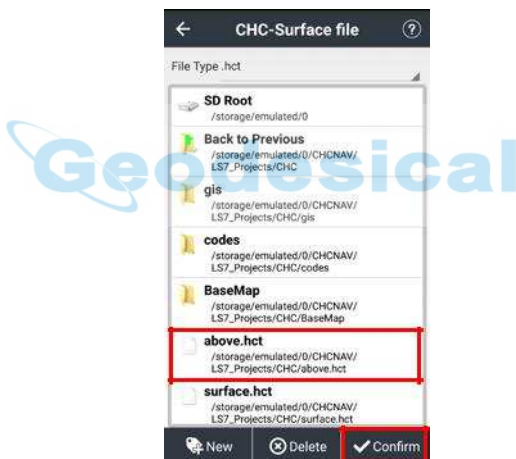 CHC-Surface file
?
File Type .hct
SD Root
/storage/emulated/0
Back to Previous
/storage/emulated/0/CHCNAV/
LS7_Projects/CHC
gis
/storage/emulated/0/CHCNAV/
LS7_Projects/CHC/gis
codes
/storage/emulated/0/CHCNAV/
LS7_Projects/CHC/codes
BaseMap
/storage/emulated/0/CHCNAV/
LS7_Projects/CHC/BaseMap
above.hct
/storage/emulated/0/CHCNAV/
LS7_Projects/CHC/above.hct
surface.hct
/storage/emulated/0/CHCNAV/
LS7_Projects/CHC/surface.hct
New Delete Confirm
Geodesical